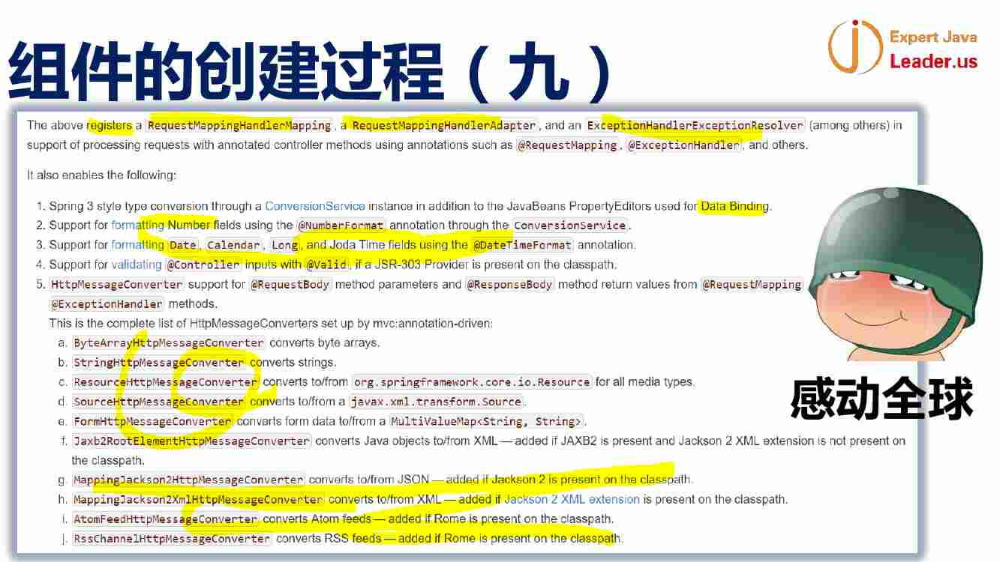 Expert Java
Leader.us
组件的创建过程（九）
The above registers a RequestMappingHandlerMapping, a RequestMappingHandlerAdapter, and an ExceptionHandlerExceptionResolver (among others) in
support of processing requests with annotated controller methods using annotations such as @RequestMapping, @ExceptionHandler, and others.
It also enables the following:
1. Spring 3 style type conversion through a ConversionService instance in addition to the JavaBeans PropertyEditors used for Data Binding.
2. Support for formatting Number fields using the @NumberFormat annotation through the ConversionService.
3. Support for formatting Date, Calendar, Long, and Joda Time fields using the @DateTimeFormat annotation.
4. Support for validating @Controller inputs with @Valid, if a JSR-303 Provider is present on the classpath.
5. HttpMessageConverter support for @RequestBody method parameters and @ResponseBody method return values from @RequestMapping
@ExceptionHandler methods.
This is the complete list of HttpMessageConverters set up by mvc:annotation-driven:
a. ByteArrayHttpMessageConverter converts byte arrays.
b. StringHttpMessageConverter converts strings.
c. ResourceHttpMessageConverter converts to/from org.springframework.core.io.Resource for all media types.
d. SourceHttpMessageConverter converts to/from a javax.xml.transform.Source.
e. FormHttpMessageConverter converts form data to/from a MultiValueMap<String, String>.
f. Jaxb2RootElementHttpMessageConverter converts Java objects to/from XML — added if JAXB2 is present and Jackson 2 XML extension is not present on
the classpath.
g. MappingJackson2HttpMessageConverter converts to/from JSON — added if Jackson 2 is present on the classpath.
h. MappingJackson2XmlHttpMessageConverter converts to/from XML — added if Jackson 2 XML extension is present on the classpath.
i. AtomFeedHttpMessageConverter converts Atom feeds — added if Rome is present on the classpath.
j. RssChannelHttpMessageConverter converts RSS feeds — added if Rome is present on the classpath.
感动全球